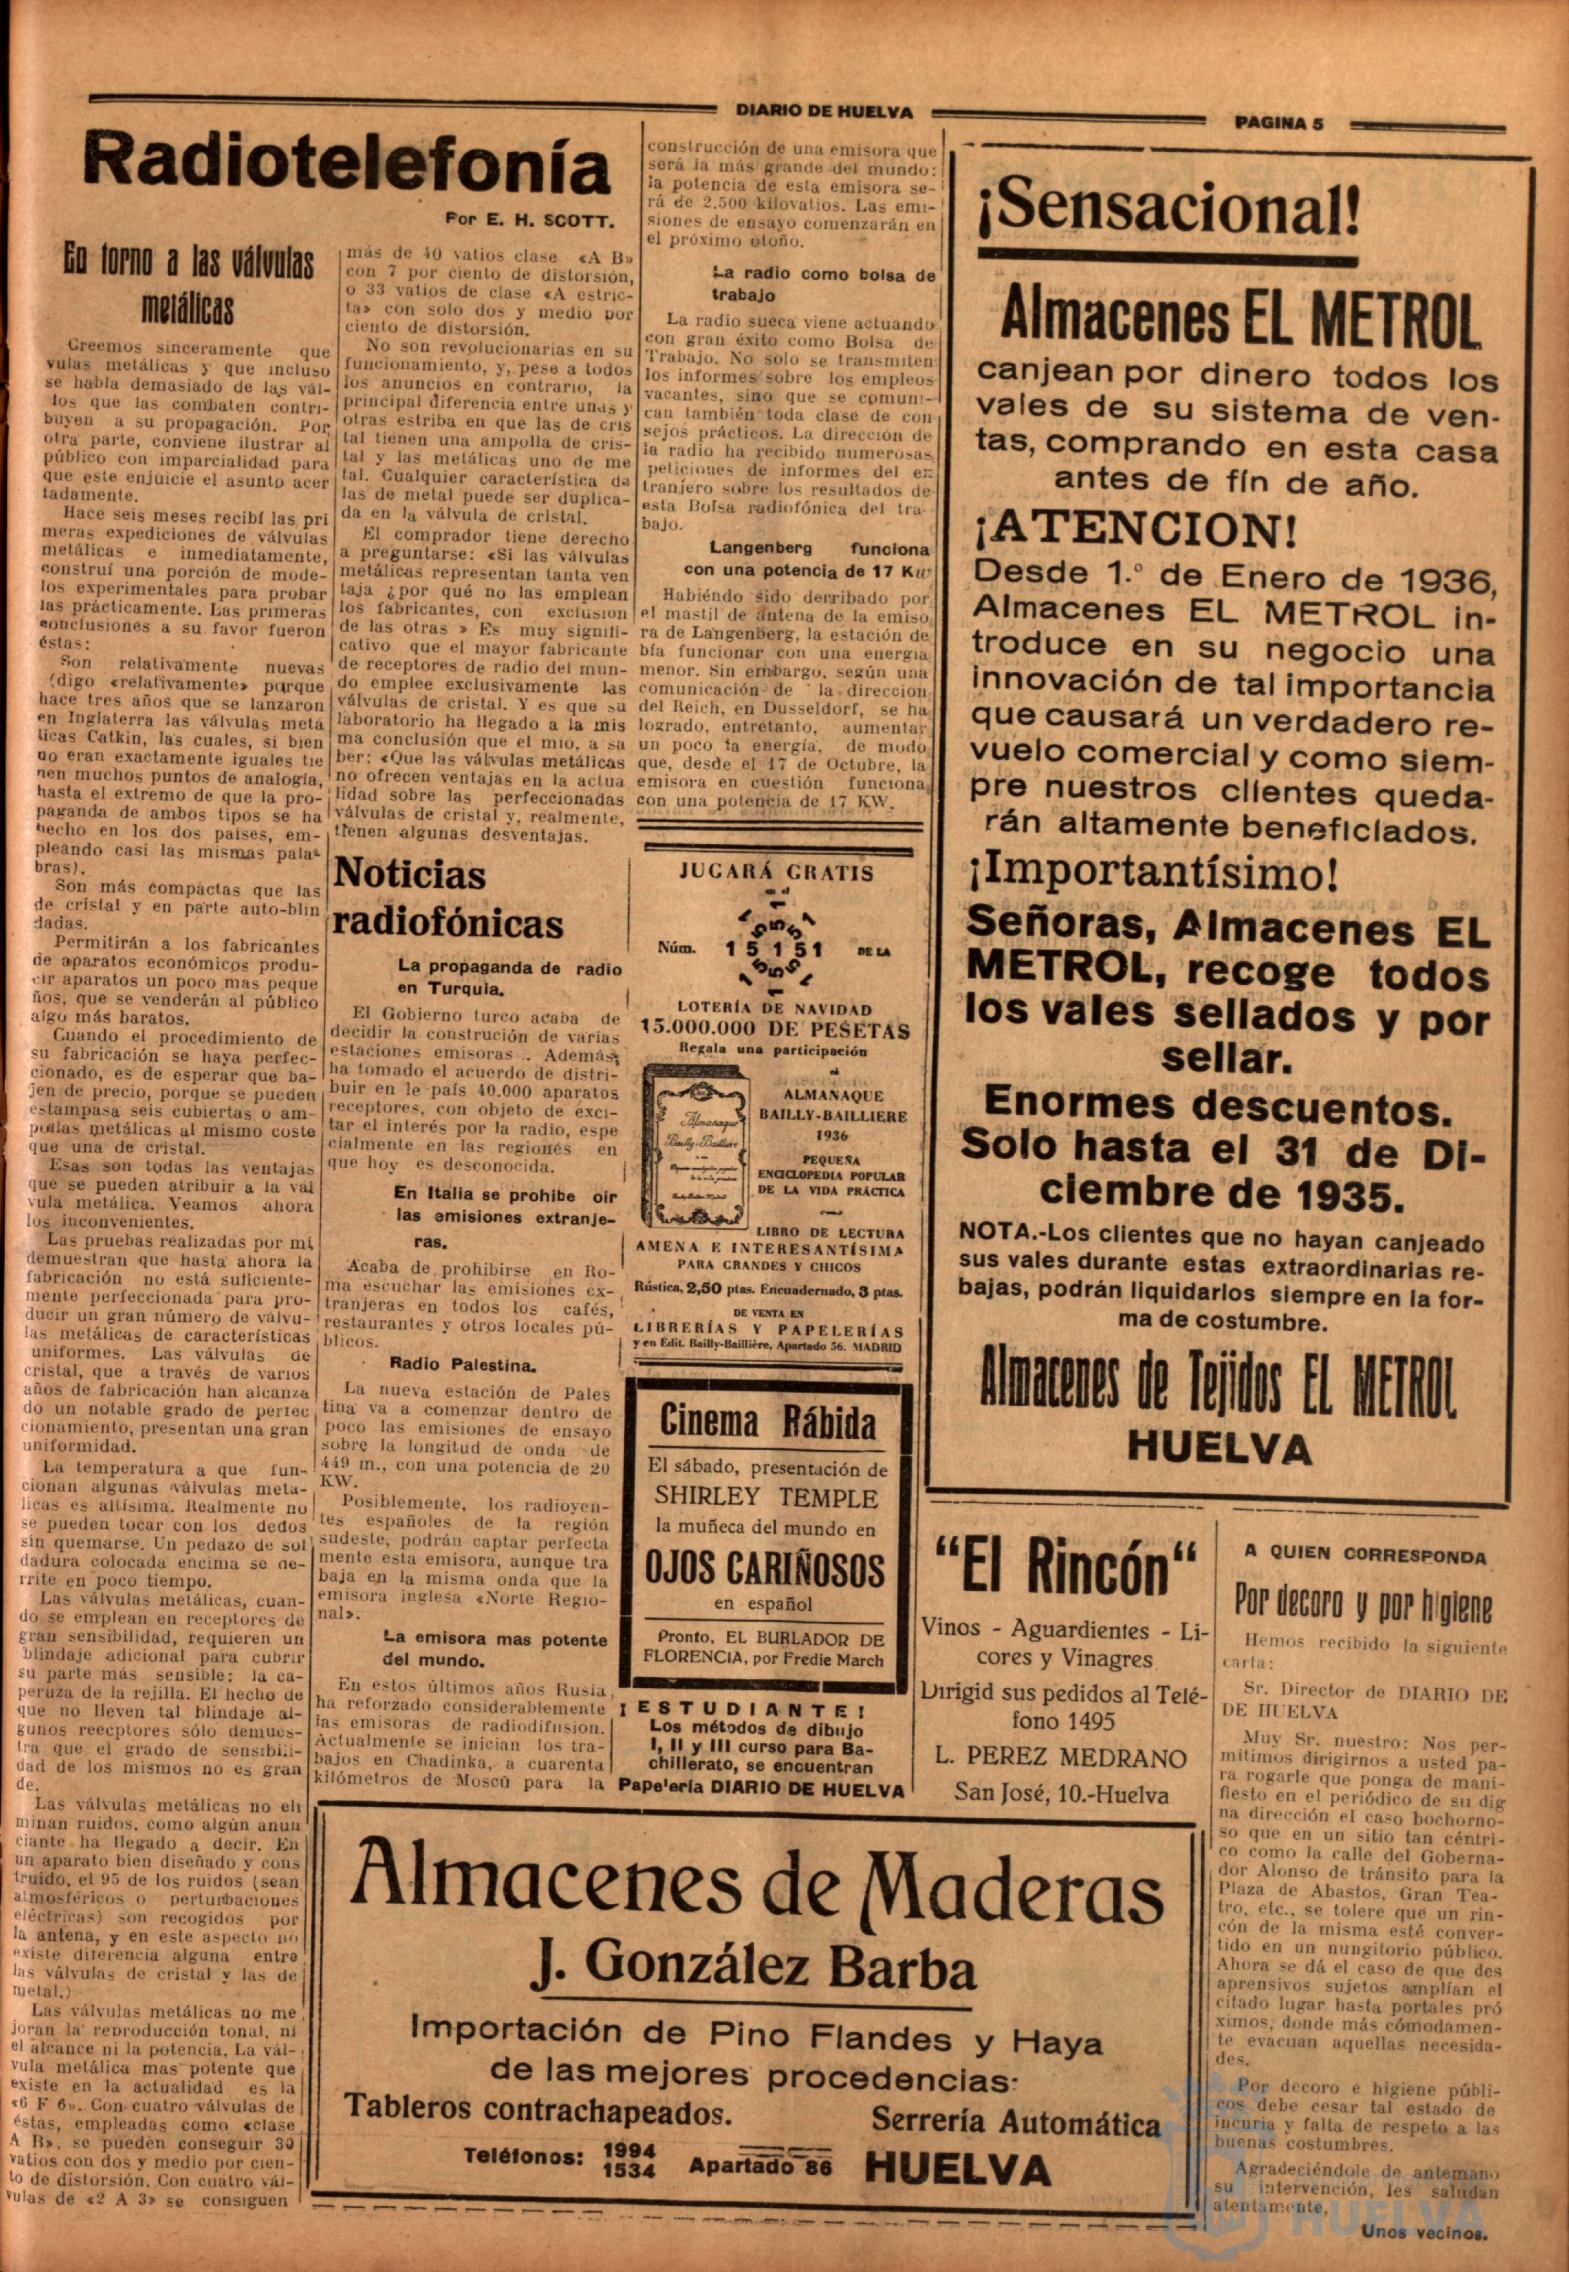 DIARIO DE HUELVA
PAGINA 5
Radiotelefonía
Por E. H. SCOTT.
En torno a las válvulas
metálicas
Creemos sinceramente que
vulas metálicas y que incluso
se habla demasiado de las vál-
los que las combaten contri-
buyen a su propagación. Por
otra parte, conviene ilustrar al
público con imparcialidad para
que este enjuicie el asunto acer
tadamente.
Hace seis meses recibí las pri
meras expediciones de válvulas
metálicas e inmediatamente,
construí una porción de mode-
los experimentales para probar
las prácticamente. Las primeras
conclusiones a su favor fueron
éstas:
Son relativamente nuevas
(digo «relativamente» porque
hace tres años que se lanzaron
en Inglaterra las válvulas metá
licas Catkin, las cuales, si bien
no eran exactamente iguales tie
nen muchos puntos de analogía,
hasta el extremo de que la pro-
paganda de ambos tipos se ha
hecho en los dos países, em-
pleando casi las mismas pala-
bras).
Son más compactas que las
de cristal y en parte auto-blin
dadas.
Permitirán a los fabricantes
de aparatos económicos produ-
cir aparatos un poco mas peque
ños, que se venderán al público
algo más baratos.
Cuando el procedimiento de
su fabricación se haya perfec-
cionado, es de esperar que ba-
jen de precio, porque se pueden
estampasa seis cubiertas o am-
pollas metálicas al mismo coste
que una de cristal.
Esas son todas las ventajas
que se pueden atribuir a la vál
vula metálica. Veamos ahora
los inconvenientes.
Las pruebas realizadas por mi
demuestran que hasta ahora la
fabricación no está suficiente-
mente perfeccionada para pro-
ducir un gran número de válvu-
las metálicas de características
uniformes. Las válvulas de
cristal, que a través de varios
años de fabricación han alcanza
do un notable grado de perfec
cionamiento, presentan una gran
uniformidad.
La temperatura a que fun-
cionan algunas válvulas meta-
licas es altísima. Realmente no
se pueden tocar con los dedos
sin quemarse. Un pedazo de sol
dadura colocada encima se de-
rrite en poco tiempo.
Las válvulas metálicas, cuan-
do se emplean en receptores de
gran sensibilidad, requieren un
blindaje adicional para cubrir
su parte más sensible: la ca-
peruza de la rejilla. El hecho de
que no lleven tal blindaje al-
gunos reecptores sólo demues-
tra que el grado de sensibili-
dad de los mismos no es gran
de.
Las válvulas metálicas no eli
minan ruidos, como algún anun
ciante ha llegado a decir. En
un aparato bien diseñado y cons
truído, el 95 de los ruidos (sean
atmosféricos o perturbaciones
eléctricas) son recogidos por
la antena, y en este aspecto no
existe diferencia alguna entre
las válvulas de cristal y las de
metal.)
Las válvulas metálicas no me
joran la reproducción tonal, ni
el alcance ni la potencia. La vál-
vula metálica mas potente que
existe en la actualidad es la
«6 F 6». Con cuatro válvulas de
éstas, empleadas como «clase
A B», se pueden conseguir 30
vatios con dos y medio por cien-
to de distorsión. Con cuatro vál-
vulas de «2 A 3» se consiguen
más de 40 vatios clase «A B»
con 7 por ciento de distorsión,
o 33 vatios de clase «A estric-
ta» con solo dos y medio por
ciento de distorsión.
No son revolucionarias en su
funcionamiento, y, pese a todos
los anuncios en contrario, la
principal diferencia entre unas y
otras estriba en que las de cris
tal tienen una ampolla de cris-
tal y las metálicas uno de me
tal. Cualquier característica de
las de metal puede ser duplica-
da en la válvula de cristal.
El comprador tiene derecho
a preguntarse: «Si las válvulas
metálicas representan tanta ven
taja ¿por qué no las emplean
los fabricantes, con exclusion
de las otras » Es muy signifi-
cativo que el mayor fabricante
de receptores de radio del mun-
do emplee exclusivamente las
válvulas de cristal. Y es que su
laboratorio ha llegado a la mis
ma conclusión que el mio, a sa
ber: «Que las válvulas metálicas
no ofrecen ventajas en la actua
lidad sobre las perfeccionadas
válvulas de cristal y, realmente,
tienen algunas desventajas.
Noticias
radiofónicas
La propaganda de radio
en Turquia.
El Gobierno turco acaba de
decidir la construción de varias
estaciones emisoras . Además
ha tomado el acuerdo de distri-
buir en le país 40.000 aparatos
receptores, con objeto de exci-
tar el interés por la radio, espe
cialmente en las regiones en
que hoy es desconocida.
En Italia se prohibe oir
las emisiones extranje-
ras.
Acaba de prohibirse en Ro-
ma escuchar las emisiones ex-
tranjeras en todos los cafés,
restaurantes y otros locales pú-
blicos.
Radio Palestina.
La nueva estación de Pales
tina va a comenzar dentro de
poco las emisiones de ensayo
sobre la longitud de onda de
449 m., con una potencia de 20
KW.
Posiblemente, los radioyen-
tes españoles de la región
sudeste, podrán captar perfecta
mente esta emisora, aunque tra
baja en la misma onda que la
emisora inglesa «Norte Regio-
nal».
La emisora mas potente
del mundo.
En estos últimos años Rusia,
ha reforzado considerablemente
las emisoras de radiodifusion.
Actualmente se inician los tra-
bajos en Chadinka, a cuarenta
kilómetros de Moscú para la
construcción de una emisora que
será la más grande del mundo:
la potencia de esta emisora se-
rá de 2.500 kilovatios. Las emi-
siones de ensayo comenzarán en
el próximo otoño.
La radio como bolsa de
trabajo
La radio sueca viene actuando
con gran éxito como Bolsa de
Trabajo. No solo se transmiten
los informes sobre los empleos
vacantes, sino que se comuni-
can también toda clase de con
sejos prácticos. La dirección de
la radio ha recibido numerosas
peticiones de informes del ex
tranjero sobre los resultados de
esta Bolsa radiofónica del tra-
bajo.
Langenberg funciona
con una potencia de 17 Kw
Habiéndo sido derribado por
el mastil de antena de la emiso
ra de Langenberg, la estación de
bía funcionar con una energia
menor. Sin embargo, según una
comunicación de la direccion
del Reich, en Dusseldorf, se ha
logrado, entretanto, aumentar
un poco la energía, de modo
que, desde el 17 de Octubre, la
emisora en cuestión funciona
con una potencia de 17 KW.
JUGARÁ GRATIS
Núm. 15151 DE LA
LOTERÍA DE NAVIDAD
15.000.000 DE PESETAS
Regala una participación
el
ALMANAQUE
BAILLY-BAILLIERE
1936
PEQUEÑA
ENCICLOPEDIA POPULAR
DE LA VIDA PRÁCTICA
Almanaque
Bailly-Baillière
LIBRO DE LECTURA
AMENA E INTERESANTÍSIMA
PARA GRANDES Y CHICOS
Rústica, 2,50 ptas. Encuadernado, 3 ptas.
DE VENTA EN
LIBRERÍAS Y PAPELERÍAS
y en Edit. Bailly-Baillière, Apartado 56. MADRID
Cinema Rábida
El sábado, presentación de
SHIRLEY TEMPLE
la muñeca del mundo en
OJOS CARIÑOSOS
en español
Pronto, EL BURLADOR DE
FLORENCIA, por Fredie March
¡ESTUDIANTE!
Los métodos de dibujo
I, II y III curso para Ba-
chillerato, se encuentran
Pape'ería DIARIO DE HUELVA
¡Sensacional!
Almacenes EL METROL
canjean por dinero todos los
vales de su sistema de ven-
tas, comprando en esta casa
antes de fín de año.
¡ATENCION!
Desde 1.º de Enero de 1936,
Almacenes EL METROL in-
troduce en su negocio una
innovación de tal importancia
que causará un verdadero re-
vuelo comercial y como siem-
pre nuestros clientes queda-
rán altamente beneficiados.
¡Importantísimo!
Señoras, Almacenes EL
METROL, recoge todos
los vales sellados y por
sellar.
Enormes descuentos.
Solo hasta el 31 de Di-
ciembre de 1935.
NOTA.-Los clientes que no hayan canjeado
sus vales durante estas extraordinarias re-
bajas, podrán liquidarlos siempre en la for-
ma de costumbre.
Almacenes de Tejidos EL METROL
HUELVA
"El Rincón"
Vinos - Aguardientes - Li-
cores y Vinagres
Dirigid sus pedidos al Telé-
fono 1495
L. PEREZ MEDRANO
San José, 10.-Huelva
A QUIEN CORRESPONDA
Por decoro y por higiene
Hemos recibido la siguiente
carta:
Sr. Director de DIARIO DE
DE HUELVA
Muy Sr. nuestro: Nos per-
mitimos dirigirnos a usted pa-
ra rogarle que ponga de mani-
fiesto en el periódico de su dig
na dirección el caso bochorno-
so que en un sitio tan céntri-
co como la calle del Goberna-
dor Alonso de tránsito para la
Plaza de Abastos, Gran Tea-
tro, etc., se tolere que un rin-
cón de la misma esté conver-
tido en un nungitorio público.
Ahora se dá el caso de que des
aprensivos sujetos amplían el
citado lugar hasta portales pró
ximos, donde más cómodamen-
te evacuan aquellas necesida-
des.
Por decoro e higiene públi-
cos debe cesar tal estado de
incuria y falta de respeto a las
buenas costumbres.
Agradeciéndole de antemano
su intervención, les saludan
atentamente,
Unos vecinos.
Almacenes de Maderas
J. González Barba
Importación de Pino Flandes y Haya
de las mejores procedencias:
Tableros contrachapeados. Serrería Automática
Teléfonos: 1994
1534
Apartado 86 HUELVA
HUELVA